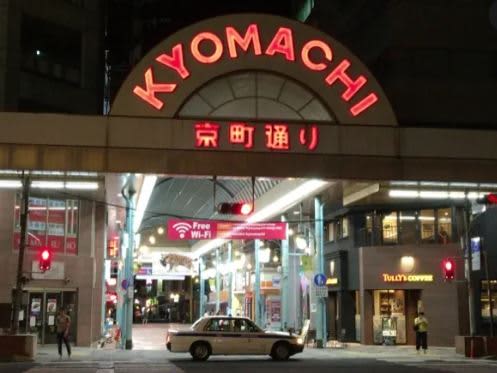 KYOMACHI
京町通り
Free
Wi-Fi
TULLY'S COFFEE